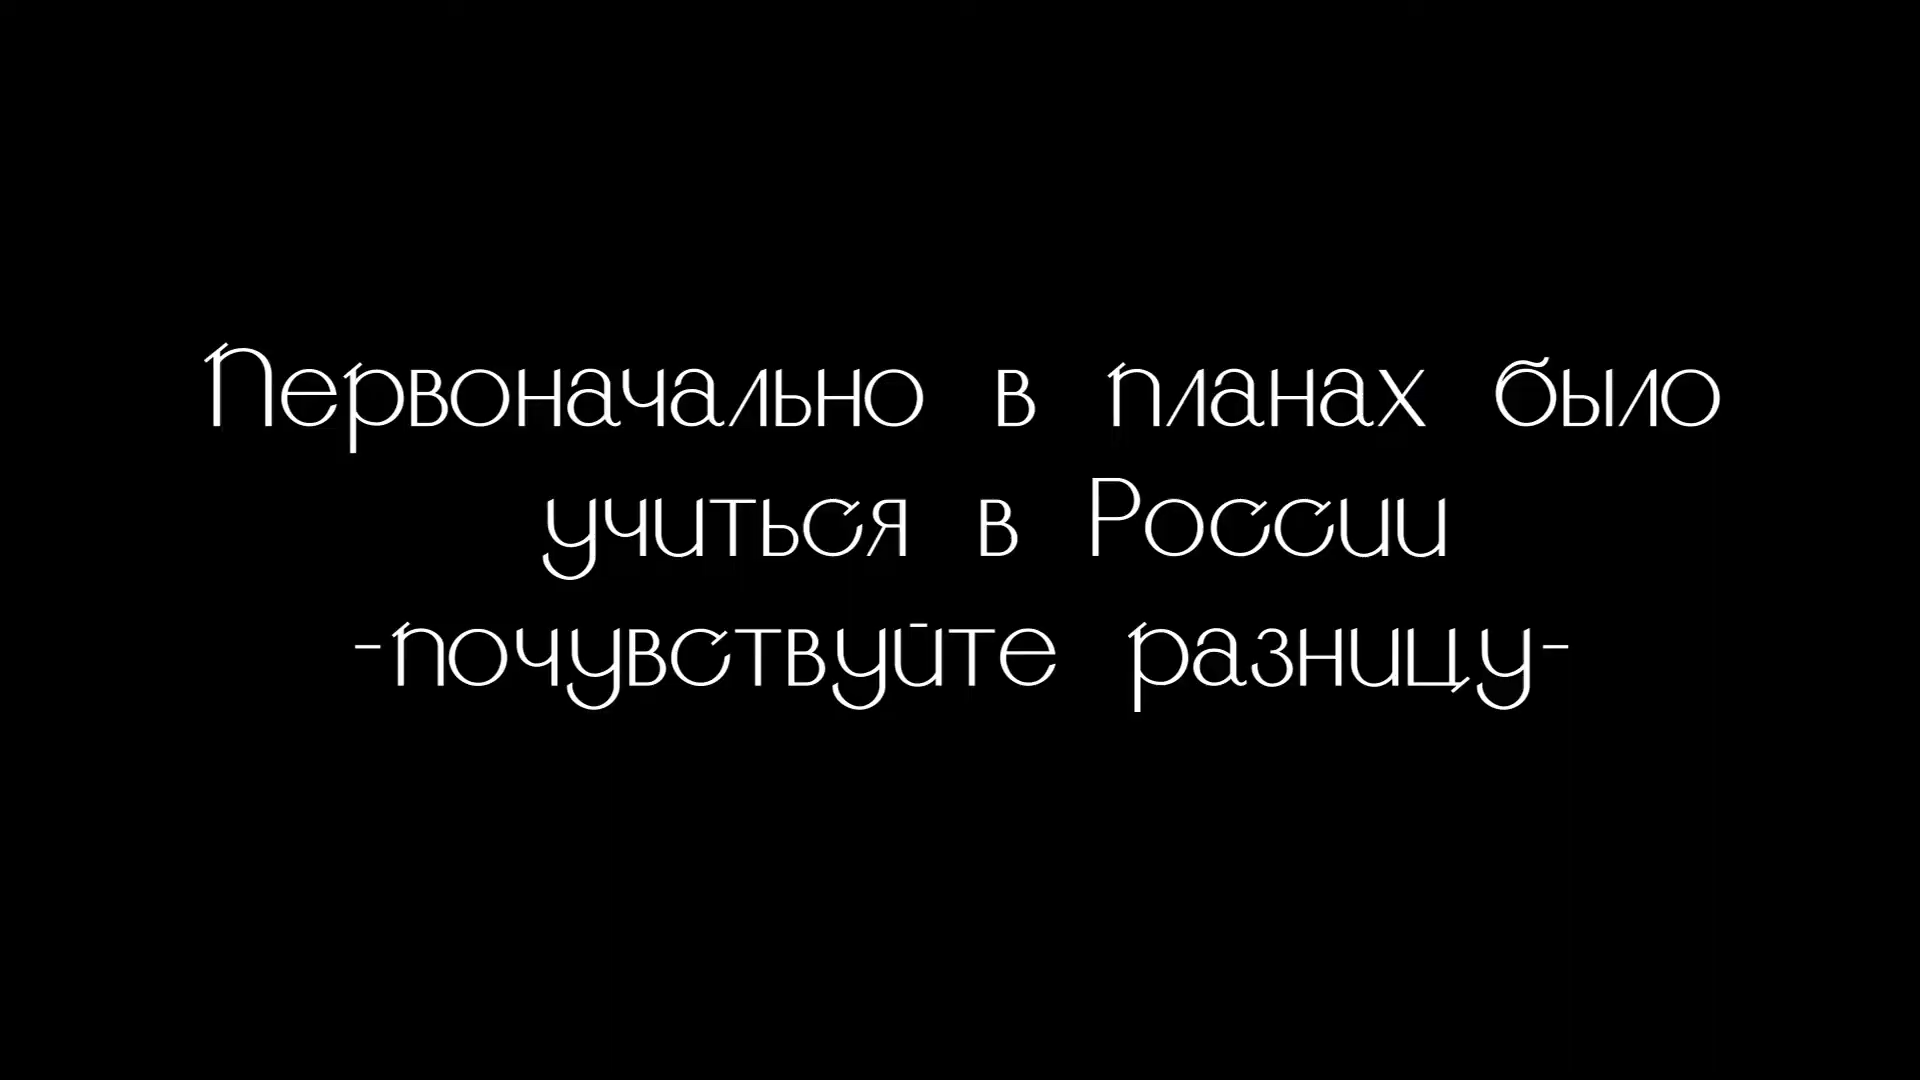 Первоначально в планах было
учиться в России
-почувствуйте разницу-